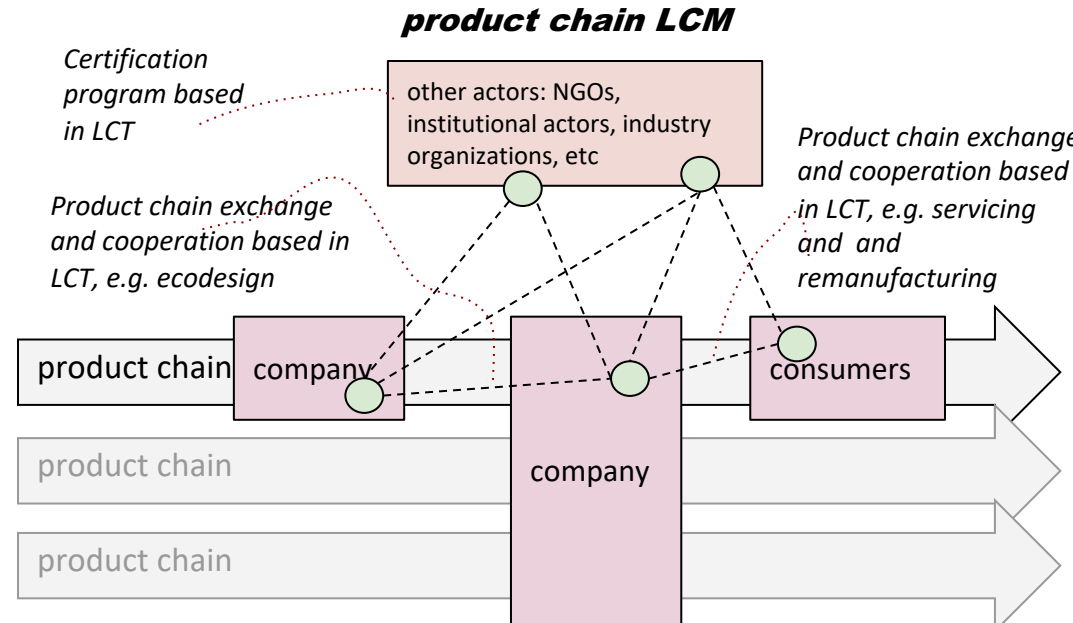 product chain LCM
Certification
program based
in LCT
other actors: NGOs,
institutional actors, industry
organizations, etc
Product chain exchange
and cooperation based
in LCT, e.g. servicing
and  and
remanufacturing
Product chain exchange
and cooperation based in
LCT, e.g. ecodesign
product chain
company
consumers
product chain
company
product chain